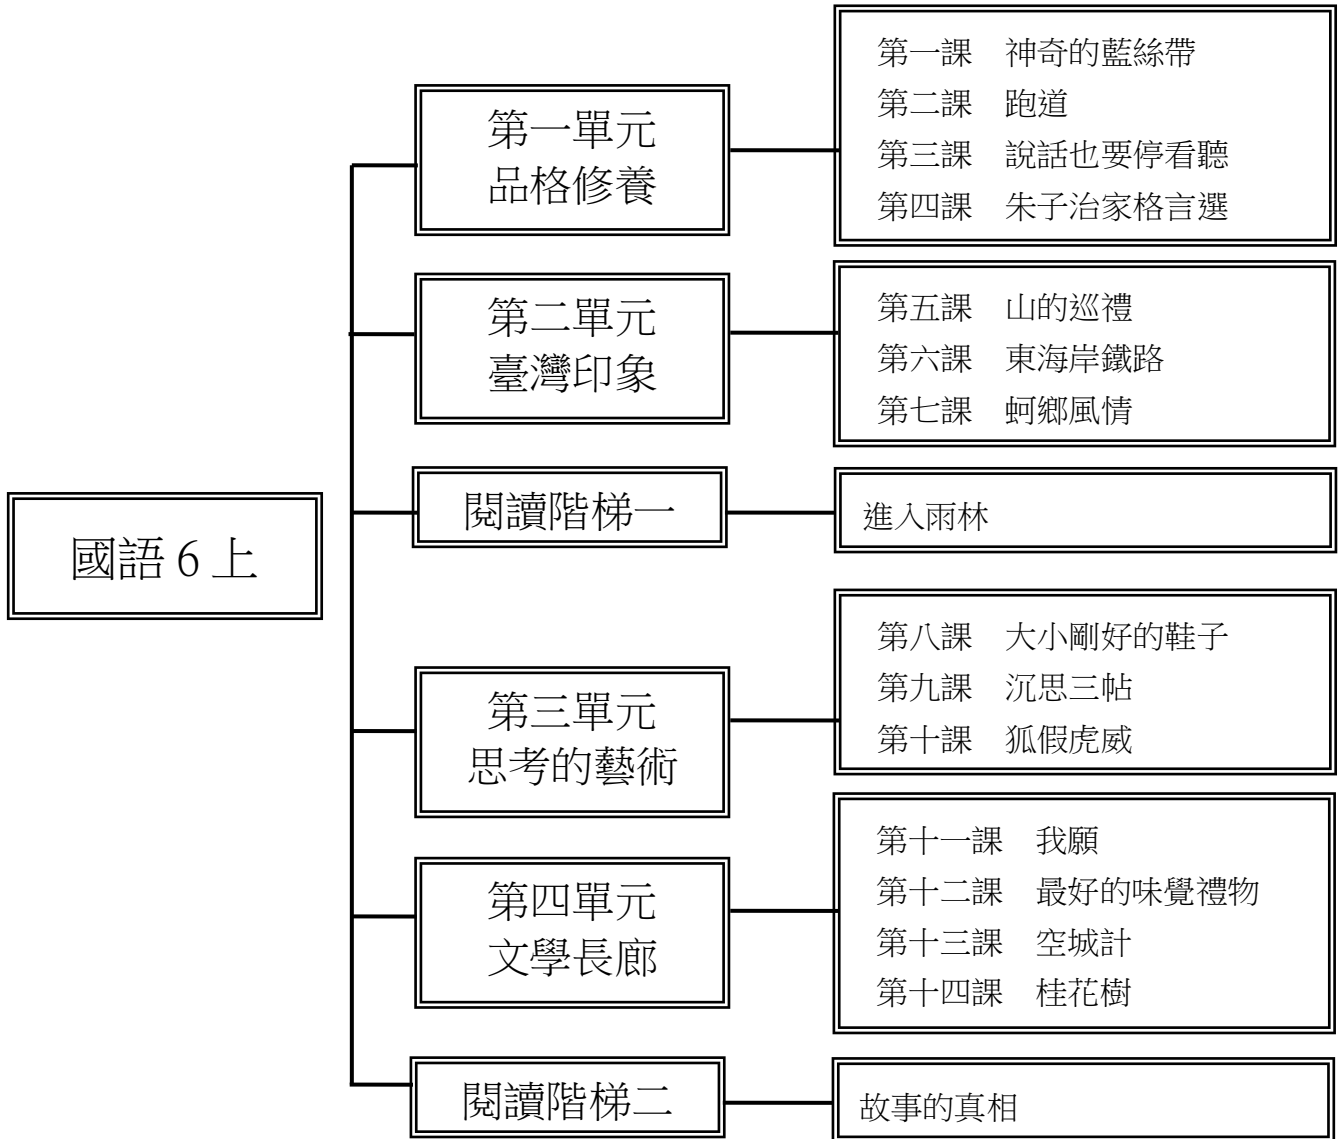 國語 6 上
第一單元
品格修養
第一課 神奇的藍絲帶
第二課 跑道
第三課 說話也要停看聽
第四課 朱子治家格言選
第二單元
臺灣印象
第五課 山的巡禮
第六課 東海岸鐵路
第七課 蚵鄉風情
閱讀階梯一
進入雨林
第三單元
思考的藝術
第八課 大小剛好的鞋子
第九課 沉思三帖
第十課 狐假虎威
第四單元
文學長廊
第十一課 我願
第十二課 最好的味覺禮物
第十三課 空城計
第十四課 桂花樹
閱讀階梯二
故事的真相